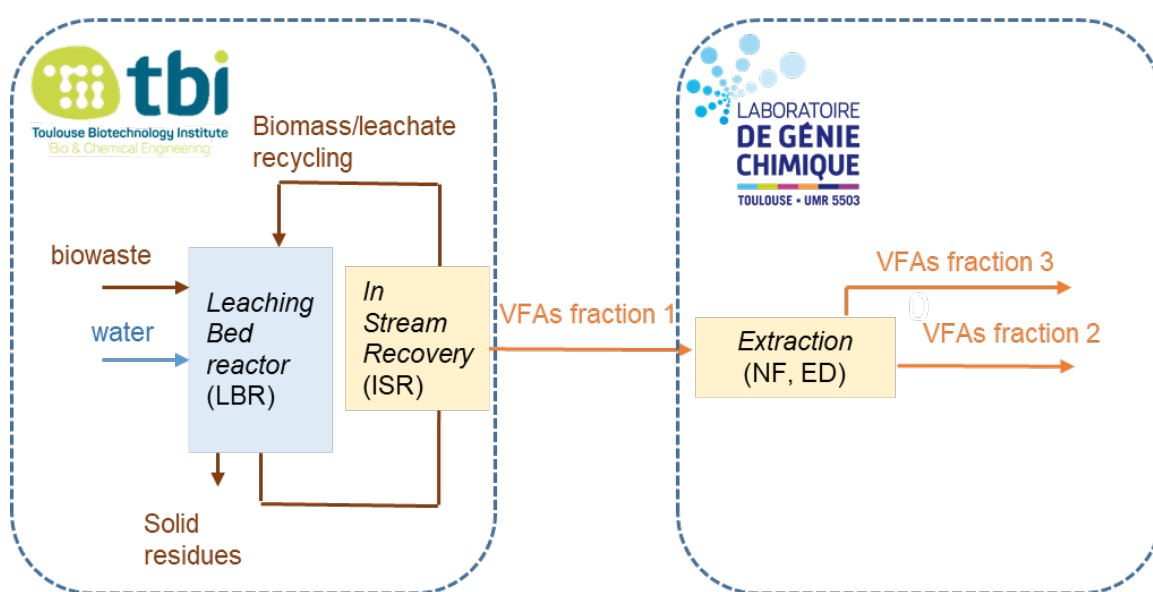 tbi
Toulouse Biotechnology Institute
Bio & Chemical Engineering
Biomass/leachate
recycling
biowaste
water
Leaching
Bed
reactor
(LBR)
In
Stream
Recovery
(ISR)
Solid
residues
VFAs fraction 1
LABORATOIRE
DE GÉNIE
CHIMIQUE
TOULOUSE • UMR 5503
Extraction
(NF, ED)
VFAs fraction 3
0
VFAs fraction 2